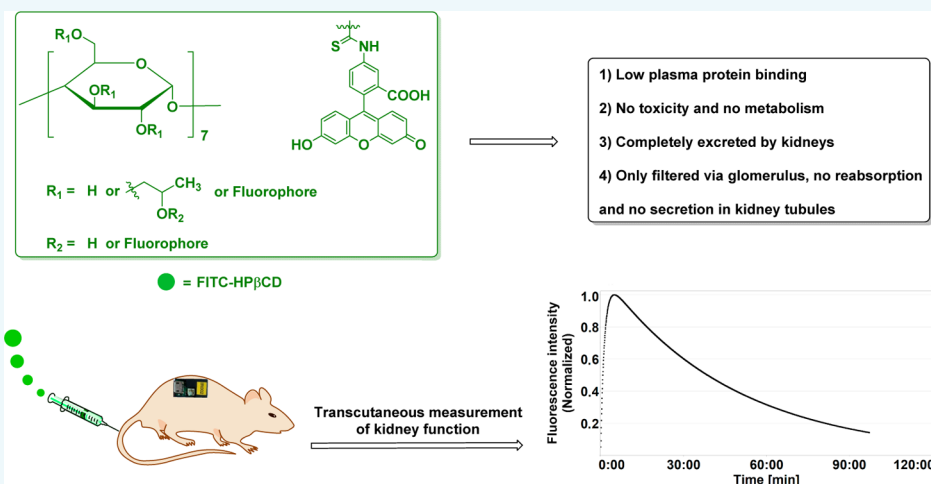 R₁O
O
OR₁
OR₁
O
7
S
NH
COOH
HO
O
O
R₁ = H or
CH₃
OR₂
or Fluorophore
R₂ = H or Fluorophore
= FITC-HPβCD
1) Low plasma protein binding
2) No toxicity and no metabolism
3) Completely excreted by kidneys
4) Only filtered via glomerulus, no reabsorption
and no secretion in kidney tubules
Transcutaneous measurement
of kidney function
Fluorescence intensity
(Normalized)
1.0
0.8
0.6
0.4
0.2
0:00 30:00 60:00 90:00 120:00
Time [min]